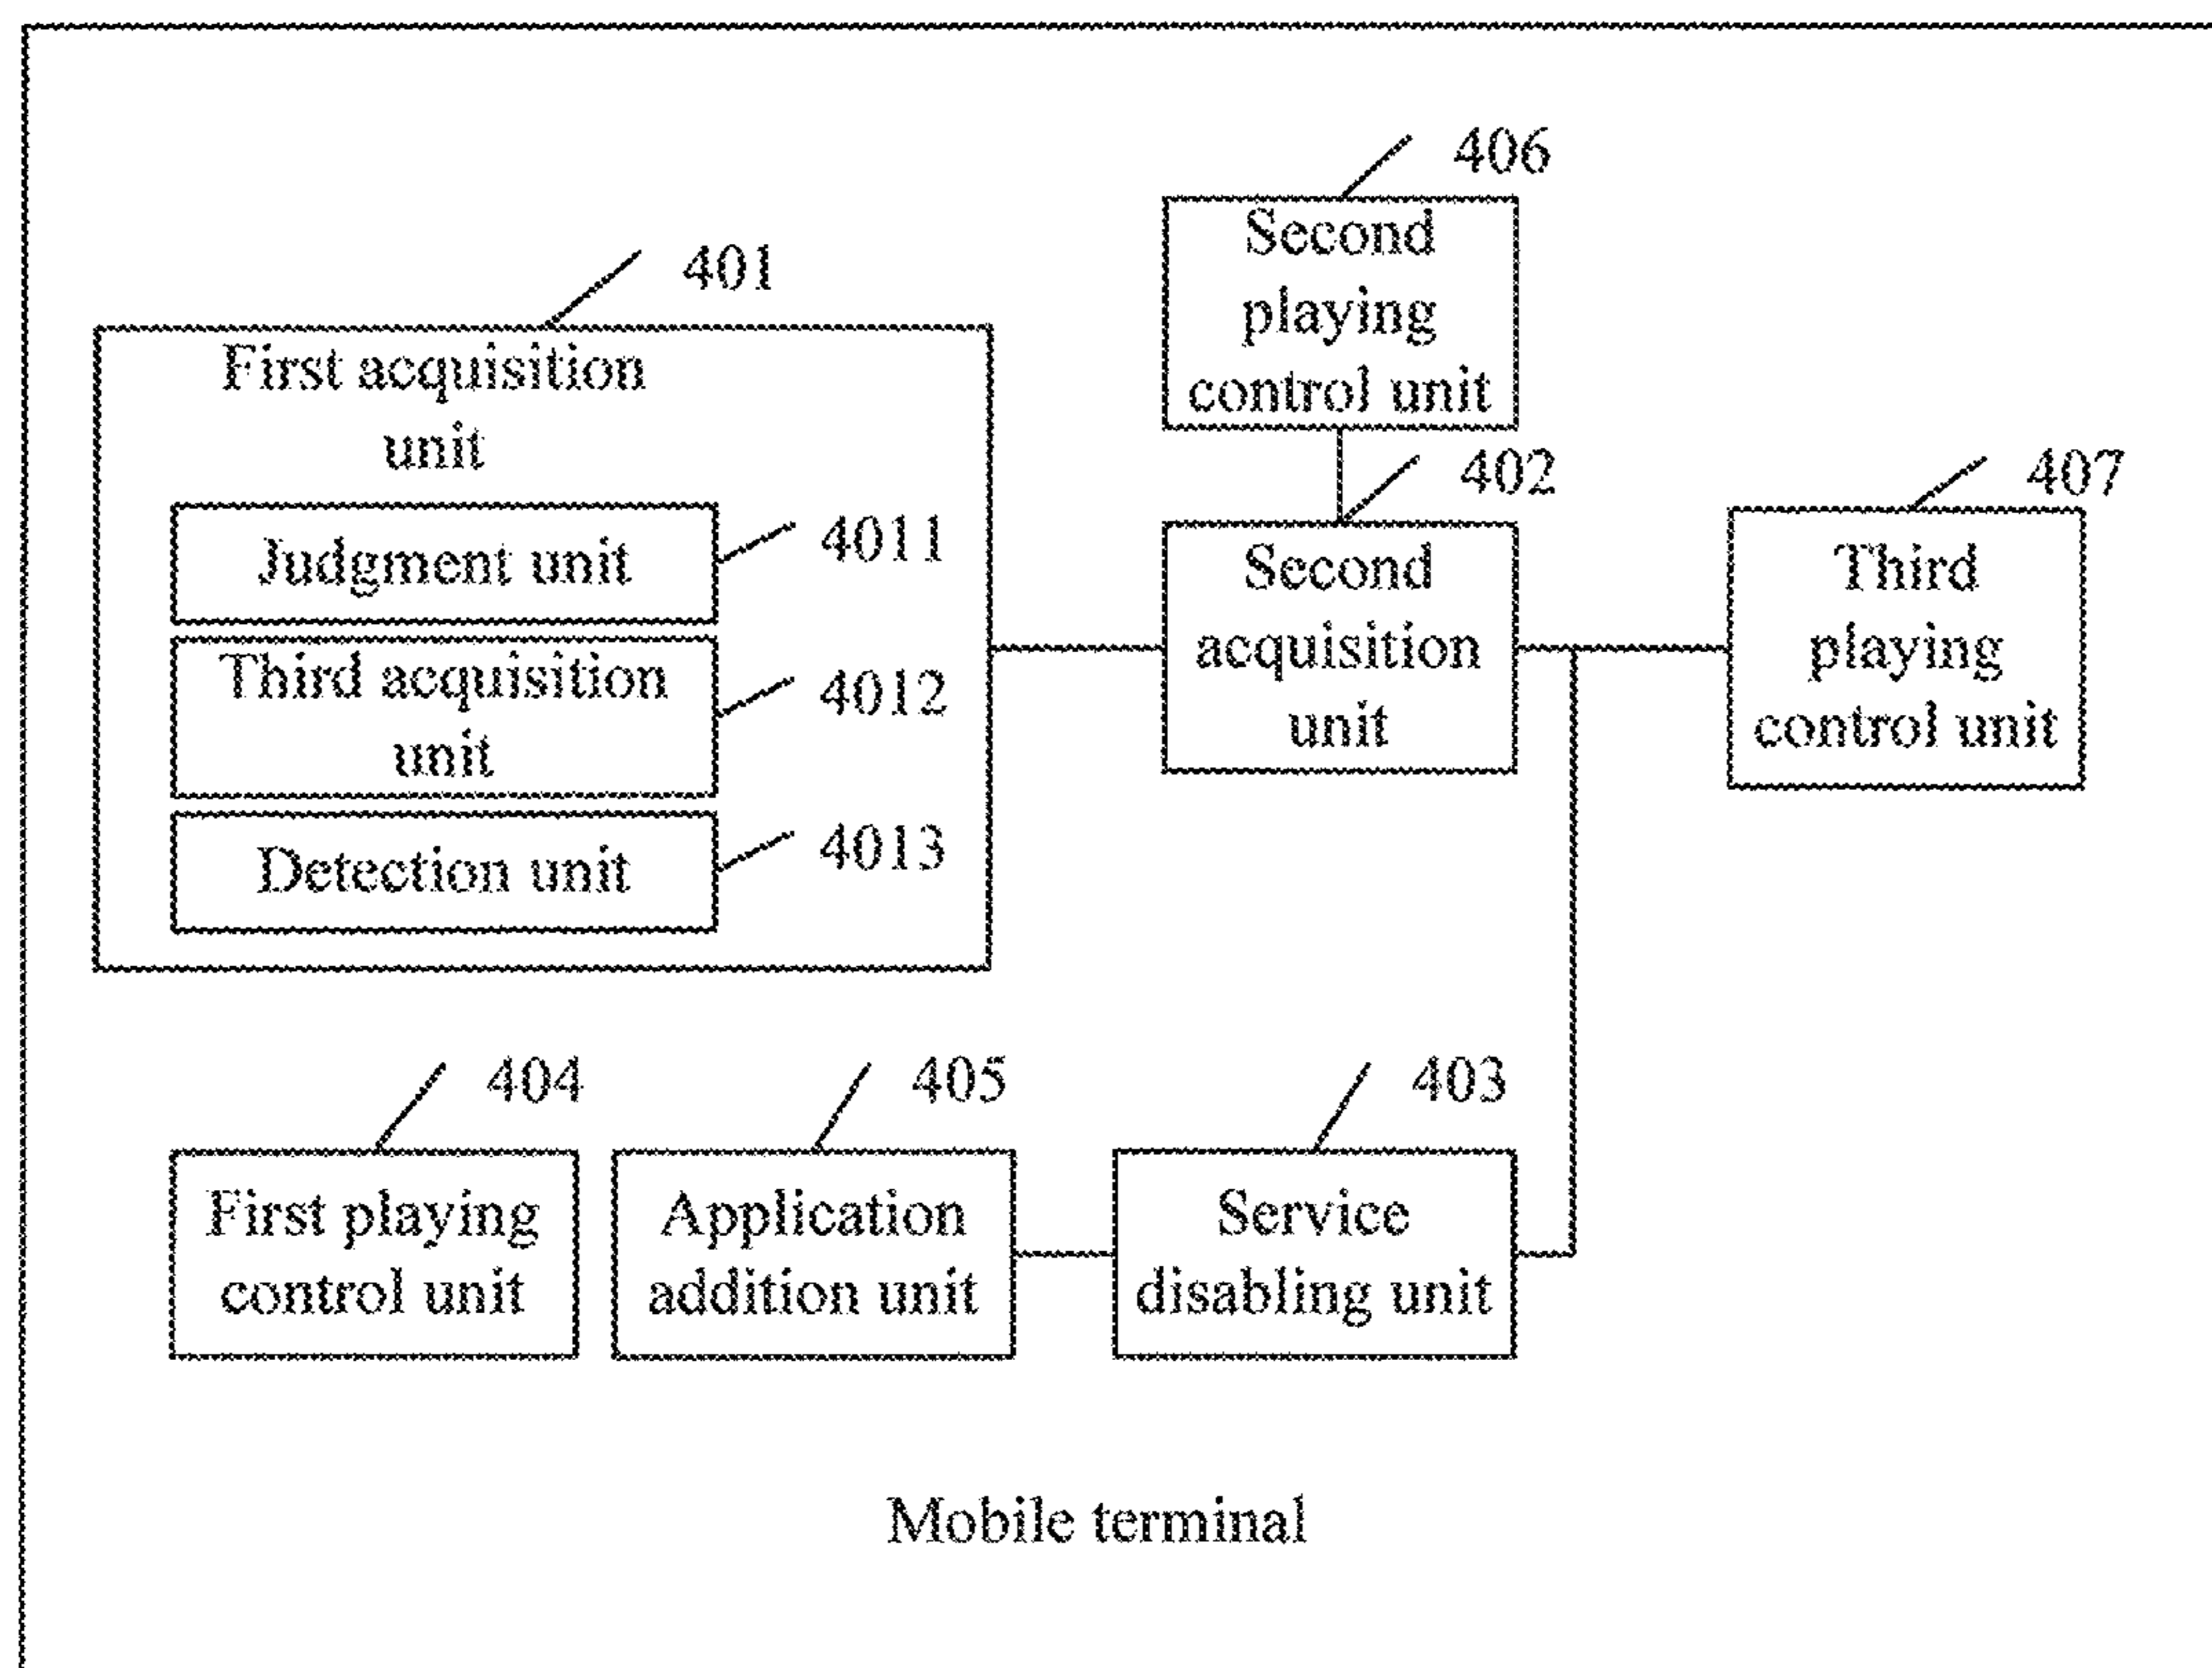 406
Second
playing
control unit
401
First acquisition
unit
Judgment unit
4011
Third acquisition
unit
4012
Detection unit
4013
402
Second
acquisition
unit
407
Third
playing
control unit
404
First playing
control unit
405
Application
addition unit
403
Service
disabling unit
Mobile terminal